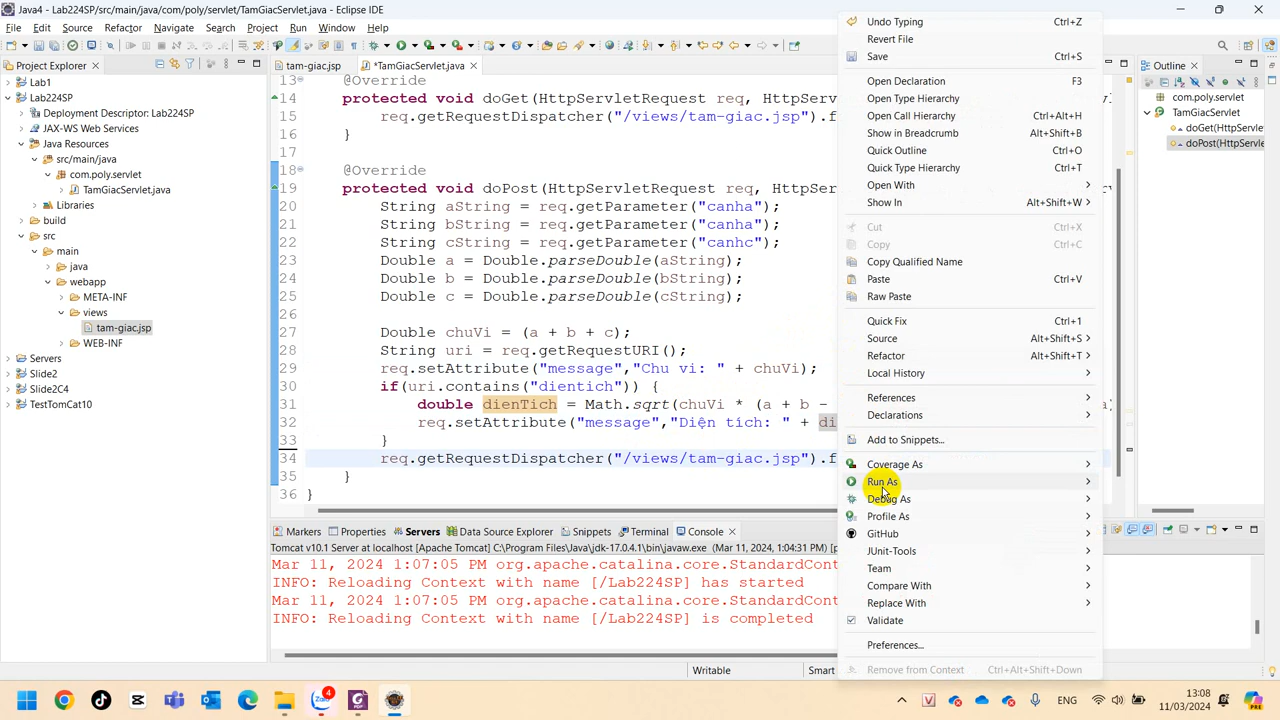 Java4 - Lab224SP/src/main/java/com/poly/servlet/TamGiacServlet.java - Eclipse IDE
File Edit Source Refactor Navigate Search Project Run Window Help
Project Explorer
Lab1
Lab224SP
Deployment Descriptor: Lab224SP
JAX-WS Web Services
Java Resources
src/main/java
com.poly.servlet
TamGiacServlet.java
Libraries
build
src
main
java
webapp
META-INF
views
tam-giac.jsp
WEB-INF
Servers
Slide2
Slide2C4
TestTomCat10
tam-giac.jsp *TamGiacServlet.java
13 @Override
14 protected void doGet(HttpServletRequest req, HttpServ
15 req.getRequestDispatcher("/views/tam-giac.jsp").f
16 }
17
18 @Override
19 protected void doPost(HttpServletRequest req, HttpSer
20 String aString = req.getParameter("canha");
21 String bString = req.getParameter("canhb");
22 String cString = req.getParameter("canhc");
23 Double a = Double.parseDouble(aString);
24 Double b = Double.parseDouble(bString);
25 Double c = Double.parseDouble(cString);
26
27 Double chuVi = (a + b + c);
28 String uri = req.getRequestURI();
29 req.setAttribute("message","Chu vi: " + chuVi);
30 if(uri.contains("dientich")) {
31 double dienTich = Math.sqrt(chuVi * (a + b -
32 req.setAttribute("message","Diện tích: " + di
33 }
34 req.getRequestDispatcher("/views/tam-giac.jsp").f
35 }
36 }
Undo Typing Ctrl+Z
Revert File
Save Ctrl+S
Open Declaration F3
Open Type Hierarchy
Open Call Hierarchy Ctrl+Alt+H
Show in Breadcrumb Alt+Shift+B
Quick Outline Ctrl+O
Quick Type Hierarchy Ctrl+T
Open With
Show In Alt+Shift+W
Cut Ctrl+X
Copy Ctrl+C
Copy Qualified Name
Paste Ctrl+V
Raw Paste
Quick Fix Ctrl+1
Source Alt+Shift+S
Refactor Alt+Shift+T
Local History
References
Declarations
Add to Snippets...
Coverage As
Run As
Debug As
Profile As
GitHub
JUnit-Tools
Team
Compare With
Replace With
Validate
Preferences...
Remove from Context Ctrl+Alt+Shift+Down
Outline
com.poly.servlet
TamGiacServlet
doGet(HttpServle
doPost(HttpServl
Markers Properties Servers Data Source Explorer Snippets Terminal Console
Tomcat v10.1 Server at localhost [Apache Tomcat] C:\Program Files\Java\jdk-17.0.4.1\bin\javaw.exe (Mar 11, 2024 1:04:31 PM)
Mar 11, 2024 1:07:05 PM org.apache.catalina.core.StandardCont
INFO: Reloading Context with name [/Lab224SP] has started
Mar 11, 2024 1:07:05 PM org.apache.catalina.core.StandardCont
INFO: Reloading Context with name [/Lab224SP] is completed
Writable Smart
Zalo 4
ENG
13:08
11/03/2024
PRE